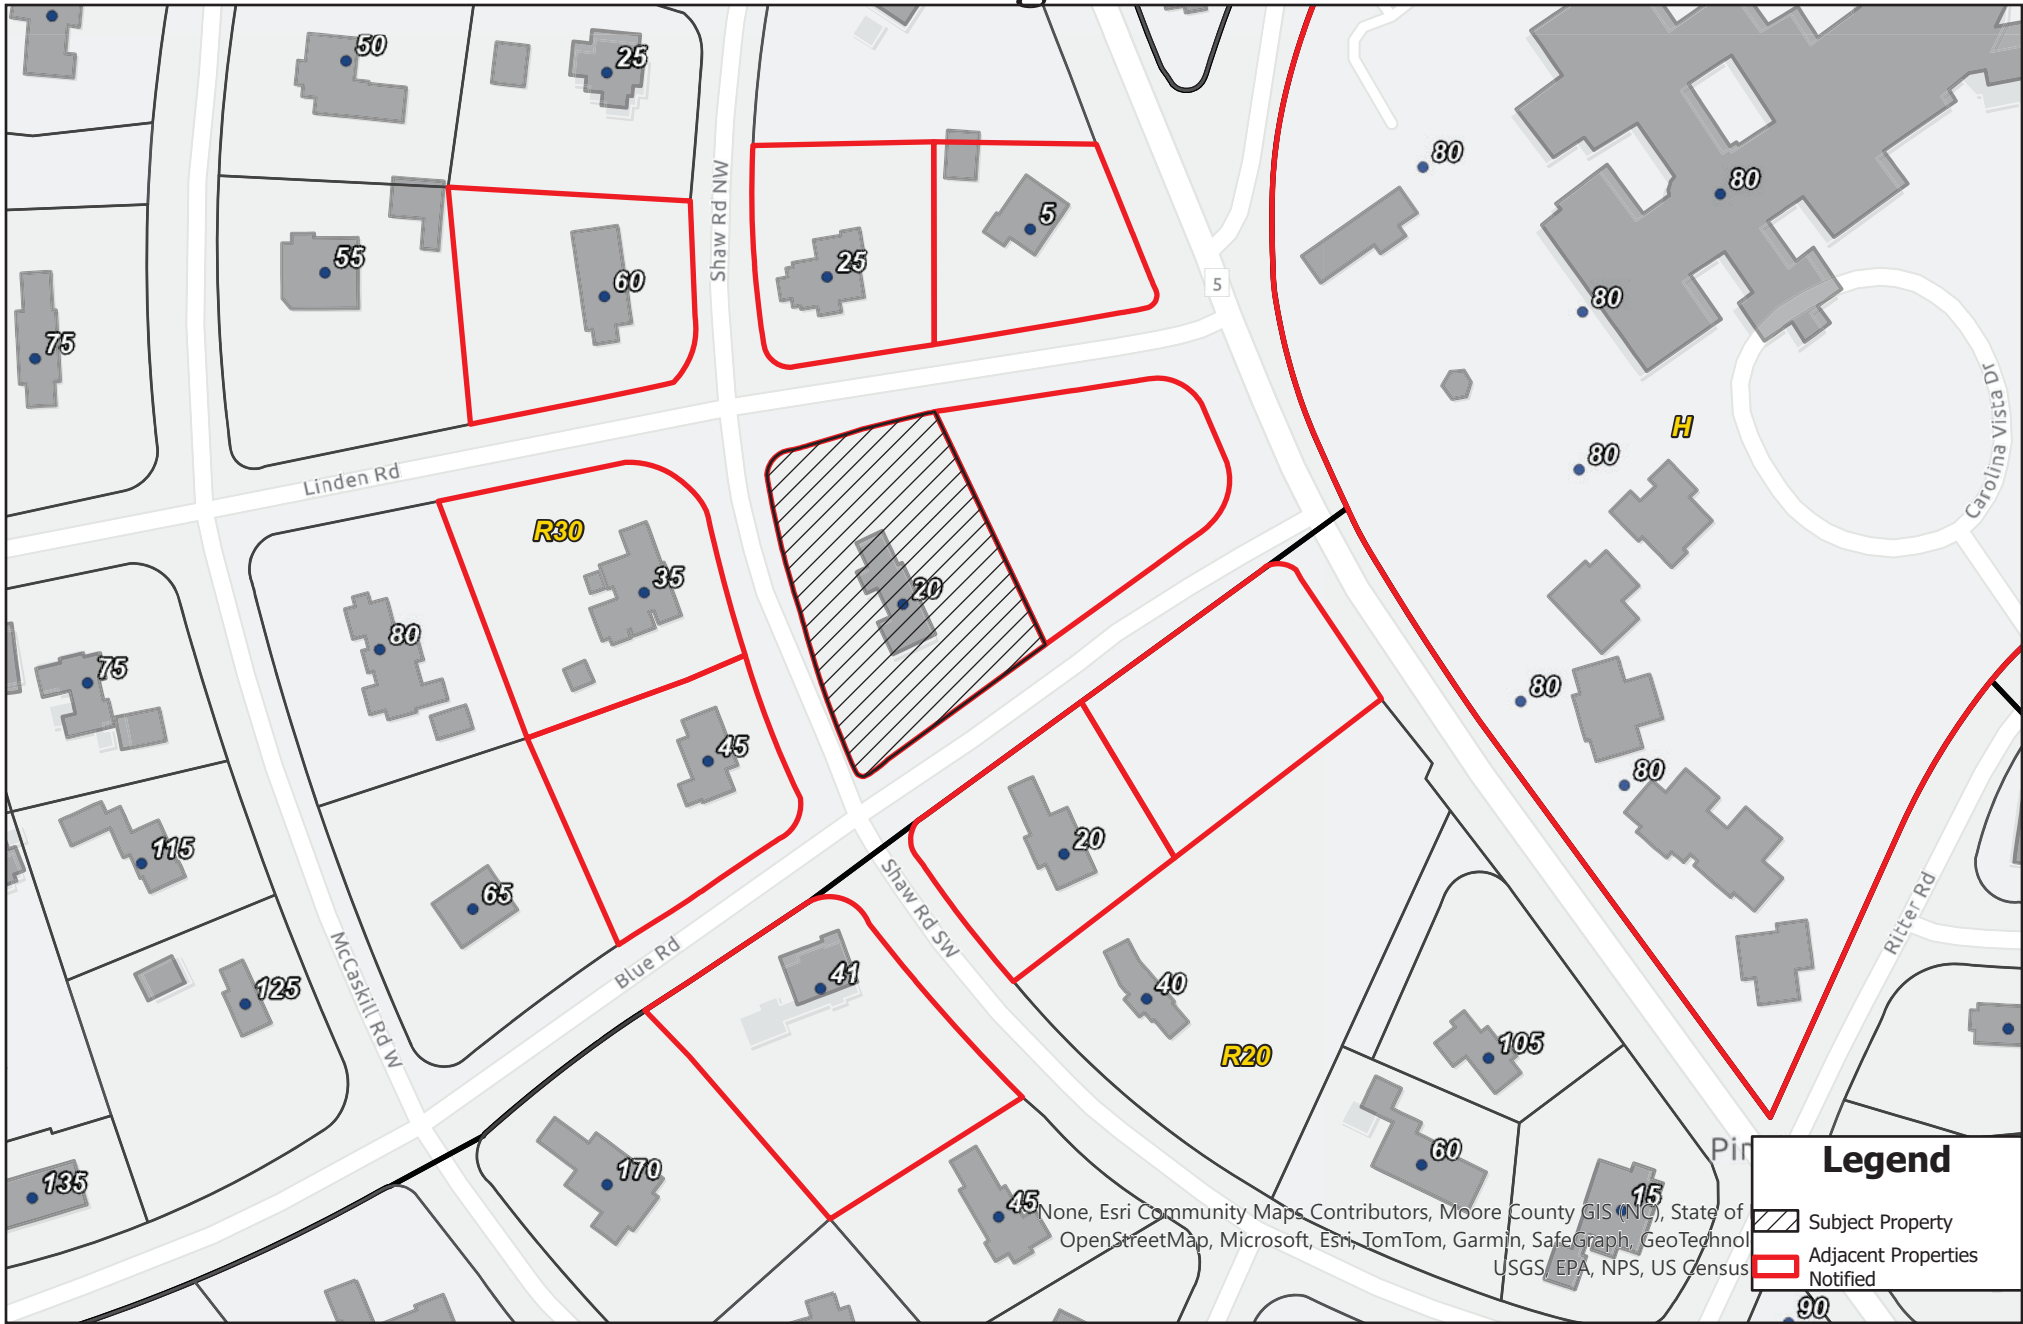 50
25
Shaw Rd NW
80
80
5
25
55
60
5
80
75
Carolina Vista Dr
H
80
Linden Rd
R30
35
20
80
75
80
45
80
115
20
65
Shaw Rd SW
Ritter Rd
McCaskill Rd W
Blue Rd
41
40
125
105
R20
60
170
135
45
15
Legend
Subject Property
Adjacent Properties
Notified
None, Esri Community Maps Contributors, Moore County GIS (NC), State of
OpenStreetMap, Microsoft, Esri, TomTom, Garmin, SafeGraph, GeoTechnol
USGS, EPA, NPS, US Census
90